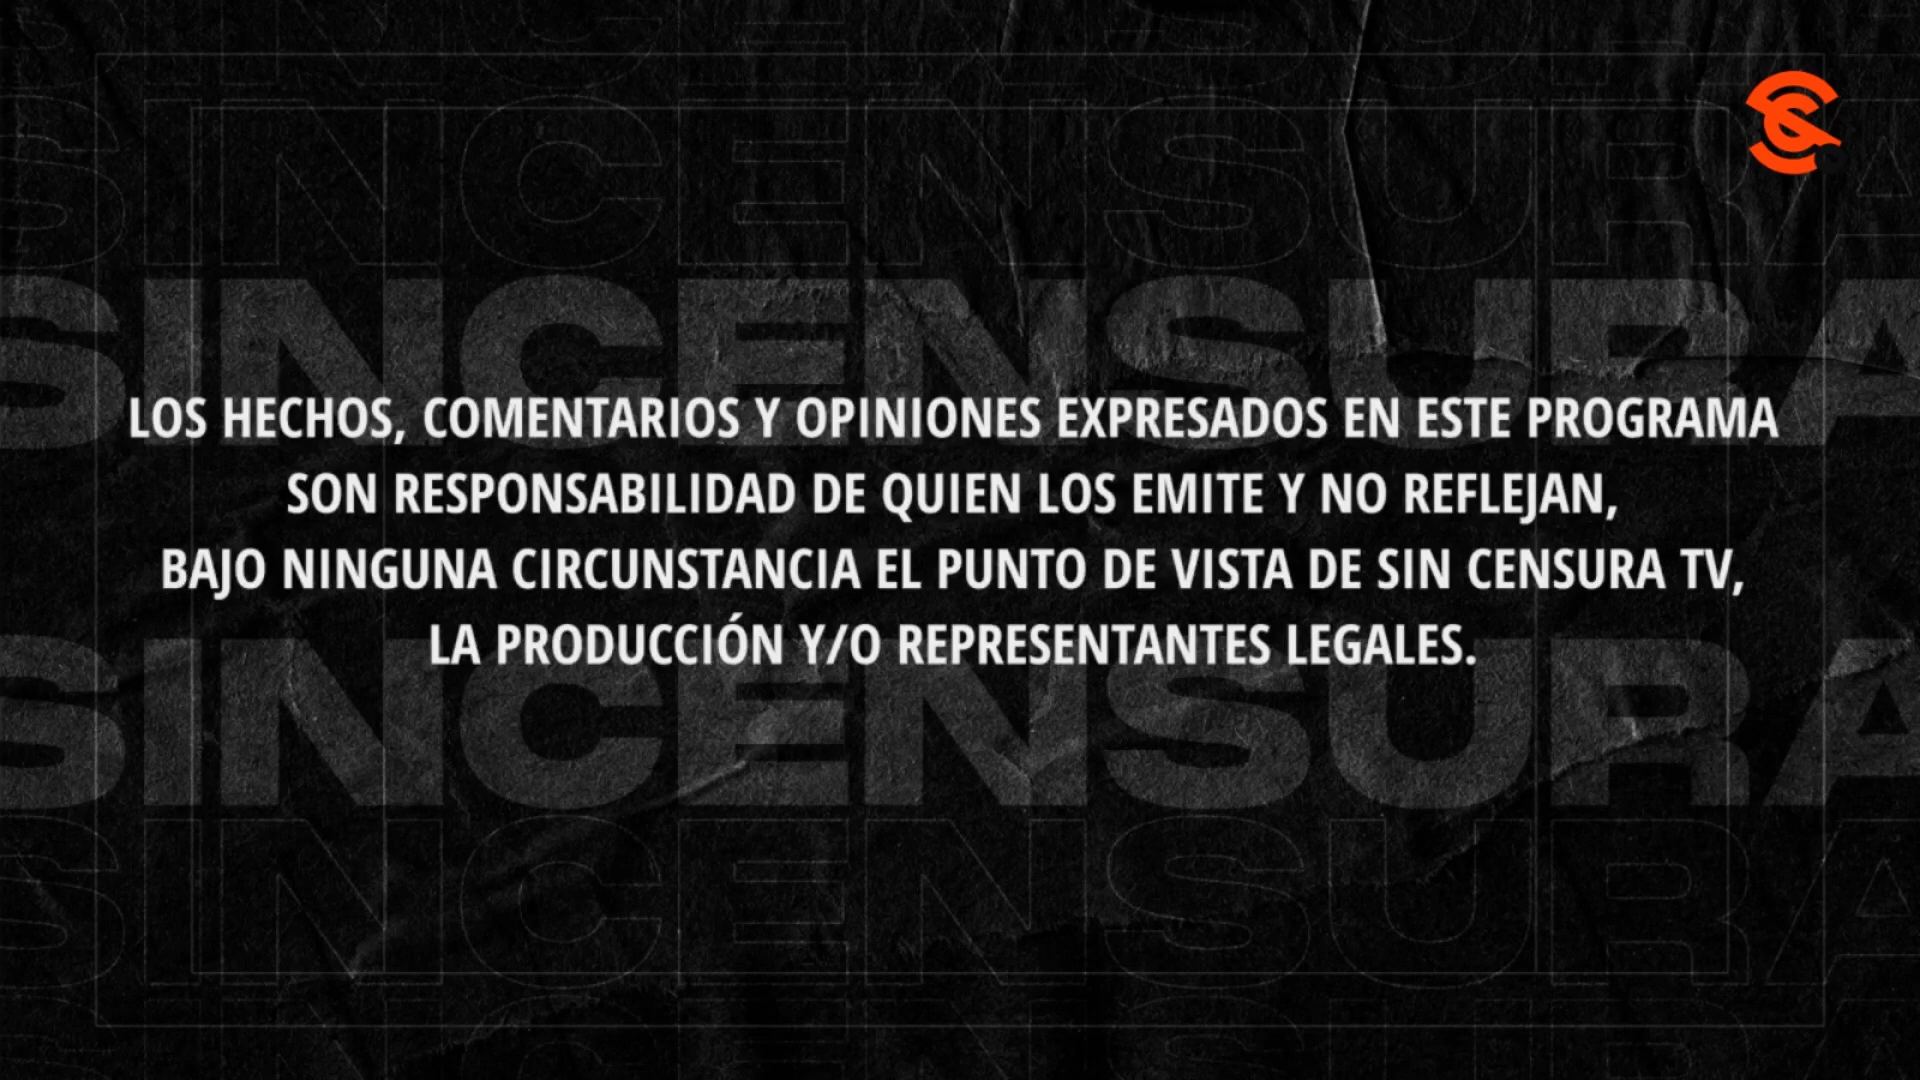 SINCENSURA
SINCENSURA
LOS HECHOS, COMENTARIOS Y OPINIONES EXPRESADOS EN ESTE PROGRAMA
SON RESPONSABILIDAD DE QUIEN LOS EMITE Y NO REFLEJAN,
BAJO NINGUNA CIRCUNSTANCIA EL PUNTO DE VISTA DE SIN CENSURA TV,
LA PRODUCCIÓN Y/O REPRESENTANTES LEGALES.
SINCENSURA
SINCENSURA